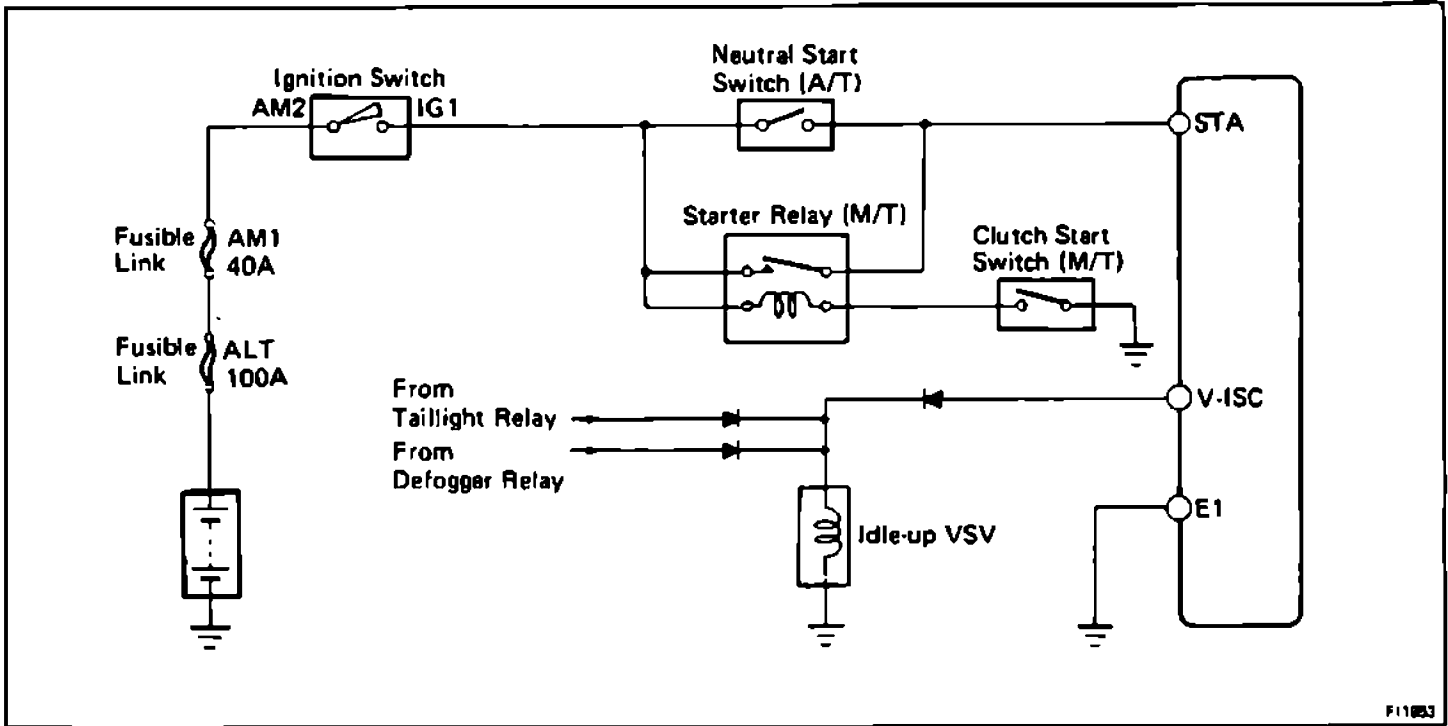 Neutral Start
Switch (A/T)
Ignition Switch
AM2
IG1
STA
Starter Relay (M/T)
Clutch Start
Switch (M/T)
Fusible
Link
AM1
40A
Fusible
Link
ALT
100A
From
Taillight Relay
V-ISC
From
Defogger Relay
E1
Idle-up VSV